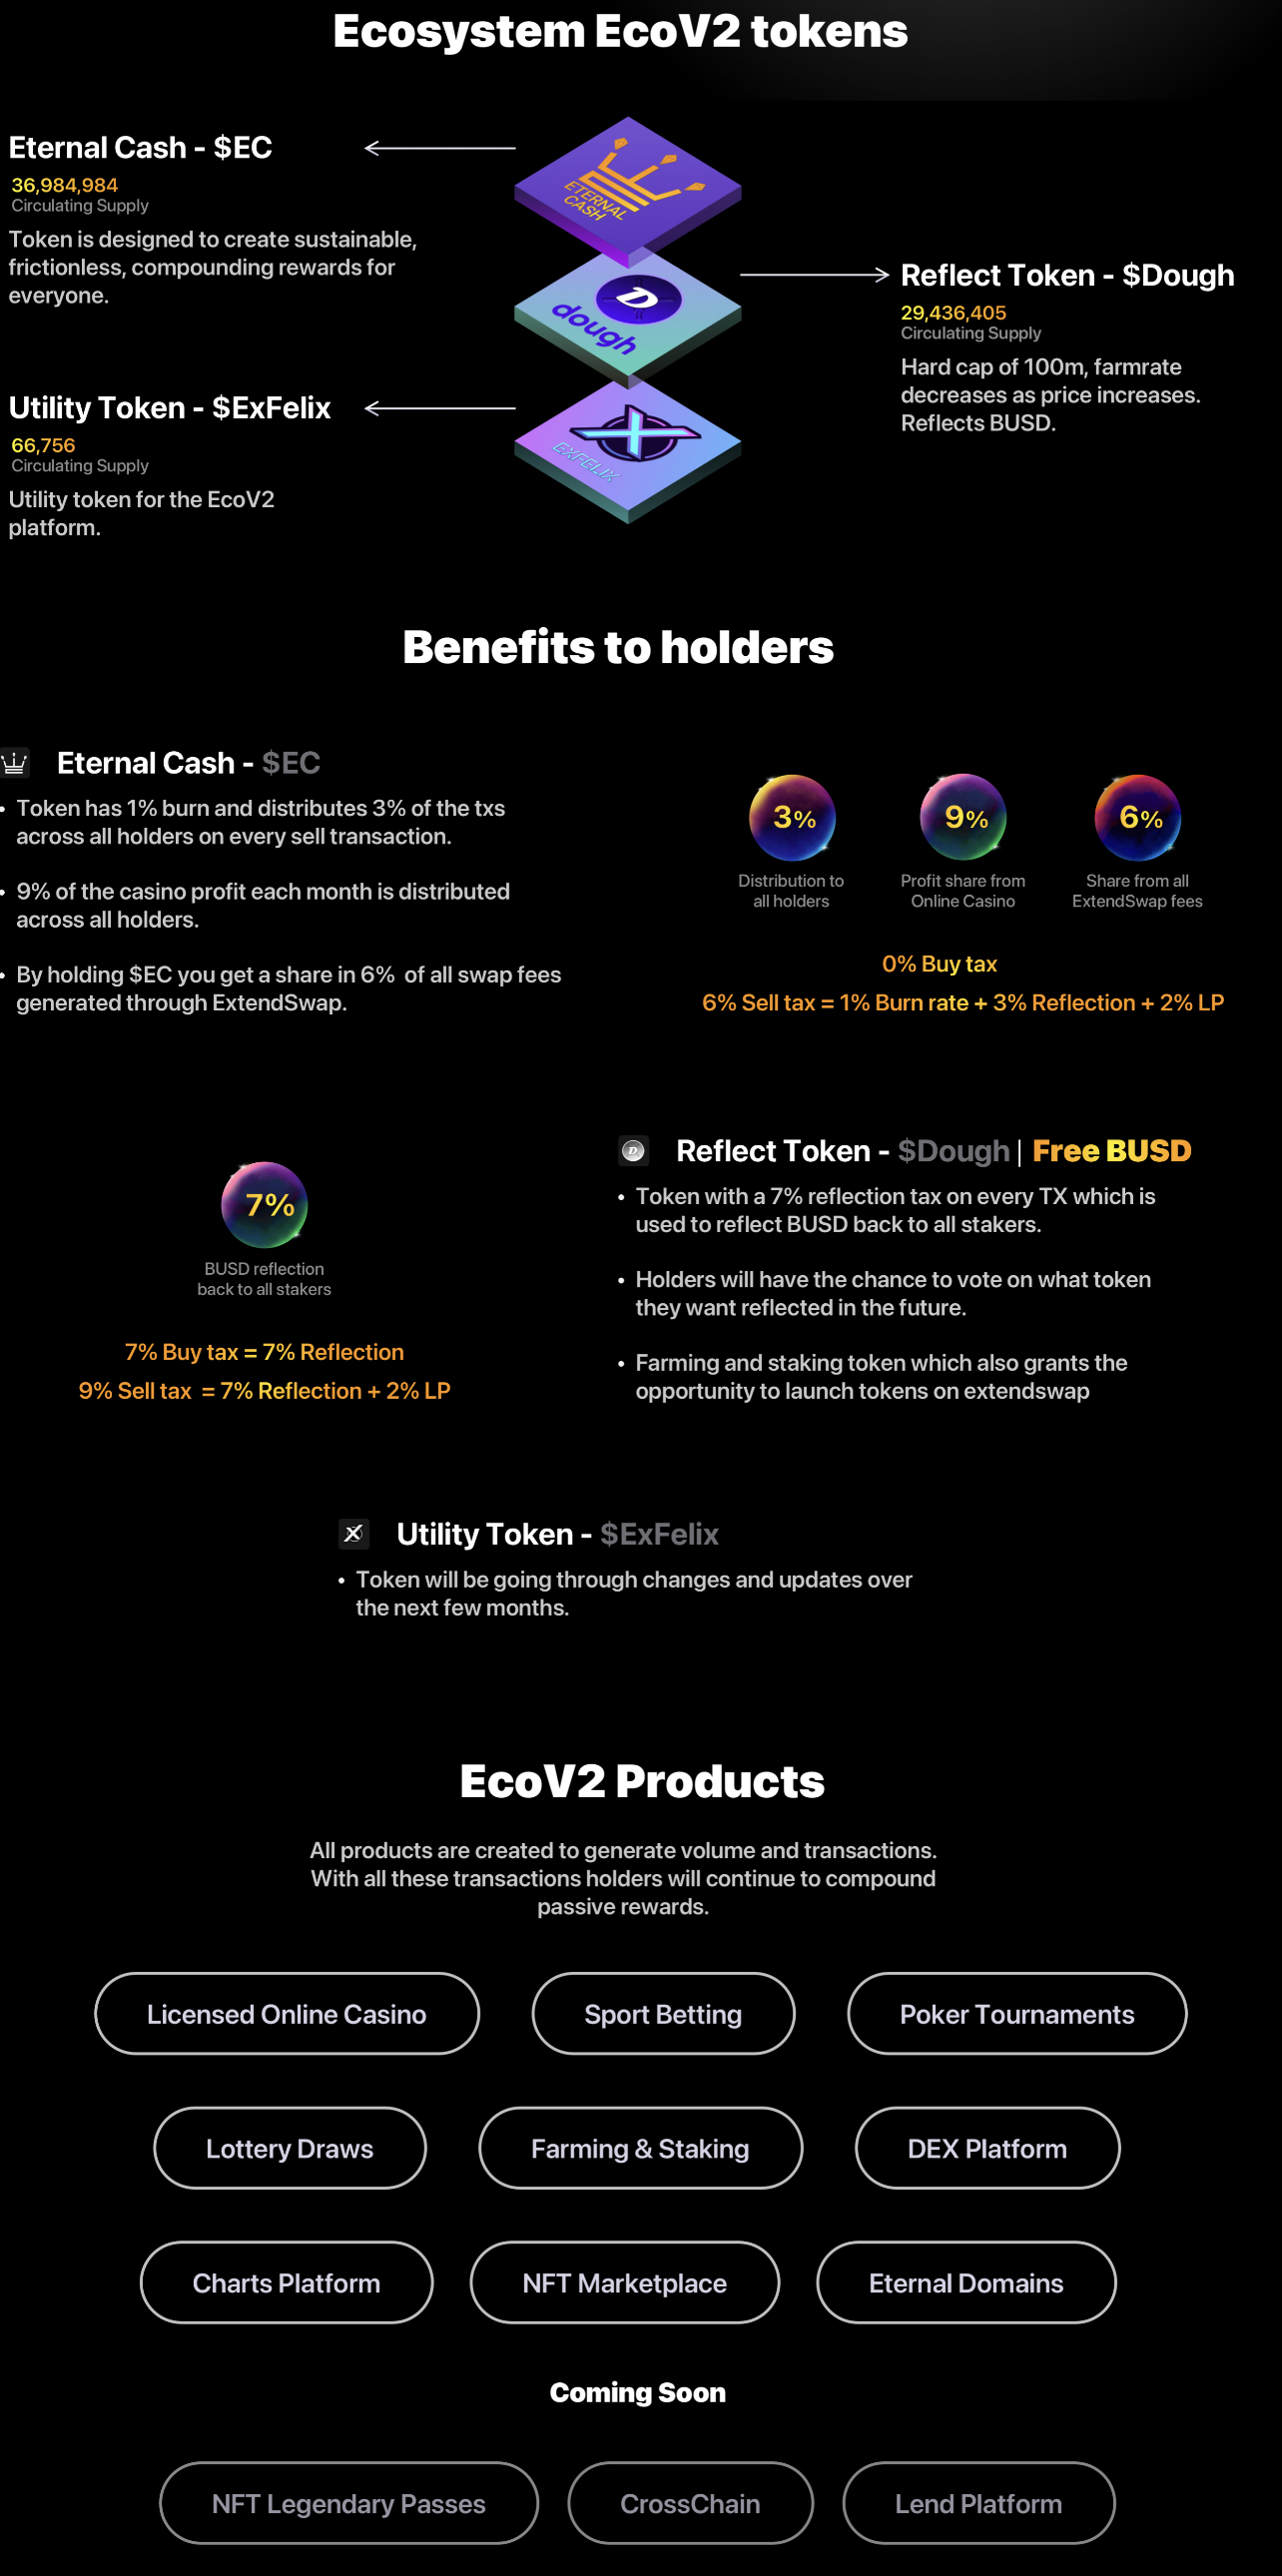 Ecosystem EcoV2 tokens
Eternal Cash - $EC
36,984,984
Circulating Supply
Token is designed to create sustainable,
frictionless, compounding rewards for
everyone.
ETERNAL
CASH
dough
EXFELIX
Reflect Token - $Dough
29,436,405
Circulating Supply
Hard cap of 100m, farmrate
decreases as price increases.
Reflects BUSD.
Utility Token - $ExFelix
66,756
Circulating Supply
Utility token for the EcoV2
platform.
Benefits to holders
Eternal Cash - $EC
• Token has 1% burn and distributes 3% of the txs
across all holders on every sell transaction.
• 9% of the casino profit each month is distributed
across all holders.
• By holding $EC you get a share in 6% of all swap fees
generated through ExtendSwap.
3%
Distribution to
all holders
9%
Profit share from
Online Casino
6%
Share from all
ExtendSwap fees
0% Buy tax
6% Sell tax = 1% Burn rate + 3% Reflection + 2% LP
7%
BUSD reflection
back to all stakers
7% Buy tax = 7% Reflection
9% Sell tax = 7% Reflection + 2% LP
Reflect Token - $Dough | Free BUSD
• Token with a 7% reflection tax on every TX which is
used to reflect BUSD back to all stakers.
• Holders will have the chance to vote on what token
they want reflected in the future.
• Farming and staking token which also grants the
opportunity to launch tokens on extendswap
Utility Token - $ExFelix
• Token will be going through changes and updates over
the next few months.
EcoV2 Products
All products are created to generate volume and transactions.
With all these transactions holders will continue to compound
passive rewards.
Licensed Online Casino
Sport Betting
Poker Tournaments
Lottery Draws
Farming & Staking
DEX Platform
Charts Platform
NFT Marketplace
Eternal Domains
Coming Soon
NFT Legendary Passes
CrossChain
Lend Platform